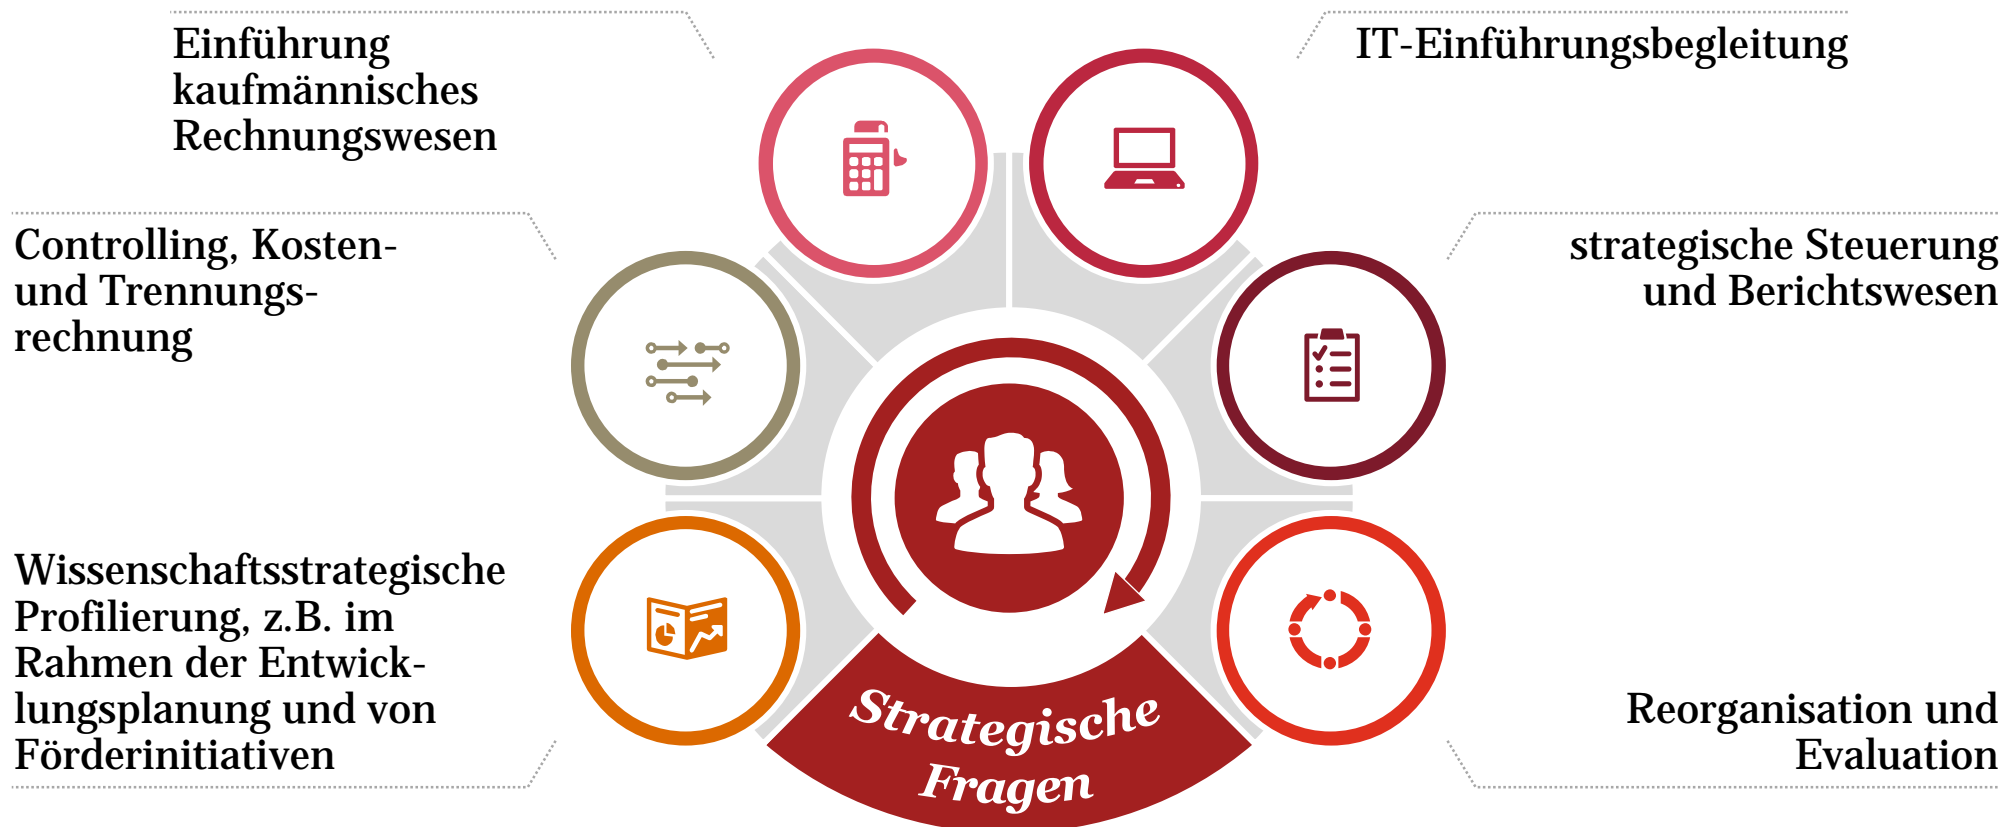 Einführung
kaufmännisches
Rechnungswesen
IT-Einführungsbegleitung
Controlling, Kosten-
und Trennungs-
rechnung
strategische Steuerung
und Berichtswesen
Wissenschaftsstrategische
Profilierung, z.B. im
Rahmen der Entwick-
lungsplanung und von
Förderinitiativen
Reorganisation und
Evaluation
Strategische
Fragen